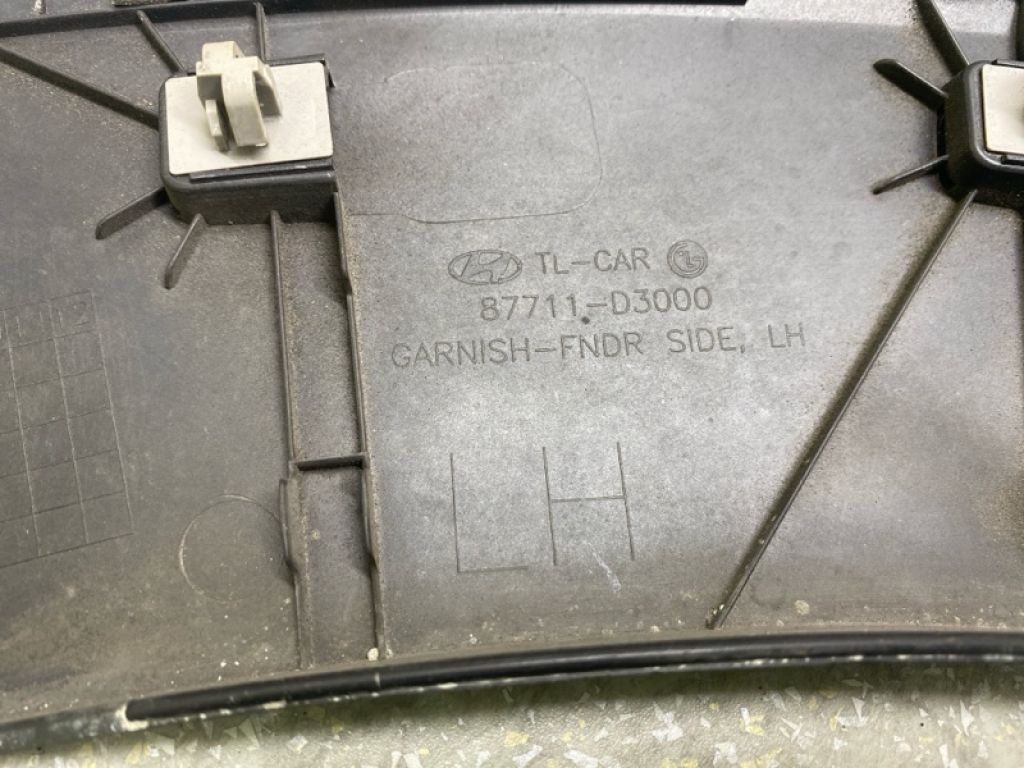 TL-CAR
87711-D3000
GARNISH-FNDR SIDE, LH
LH